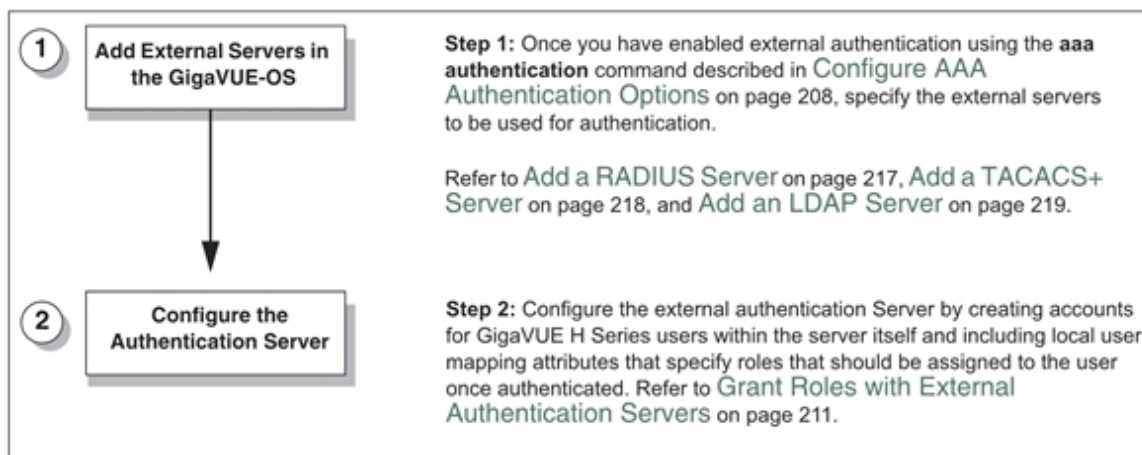 1
Add External Servers in
the GigaVUE-OS
Step 1: Once you have enabled external authentication using the aaa
authentication command described in Configure AAA
Authentication Options on page 208, specify the external servers
to be used for authentication.
Refer to Add a RADIUS Server on page 217, Add a TACACS+
Server on page 218, and Add an LDAP Server on page 219.
2
Configure the
Authentication Server
Step 2: Configure the external authentication Server by creating accounts
for GigaVUE H Series users within the server itself and including local user
mapping attributes that specify roles that should be assigned to the user
once authenticated. Refer to Grant Roles with External
Authentication Servers on page 211.